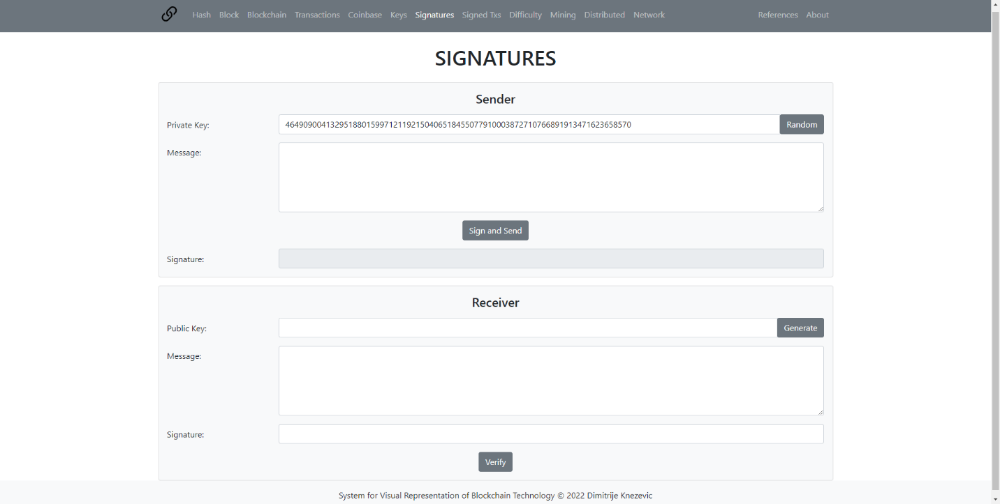 Hash Block Blockchain Transactions Coinbase Keys Signatures Signed Txs Difficulty Mining Distributed Network References About
SIGNATURES
Sender
Private Key: 46490900413295188015997121192150406518455077910003872710766891913471623658570 Random
Message:
Sign and Send
Signature:
Receiver
Public Key: Generate
Message:
Signature:
Verify
System for Visual Representation of Blockchain Technology © 2022 Dimitrije Knezevic